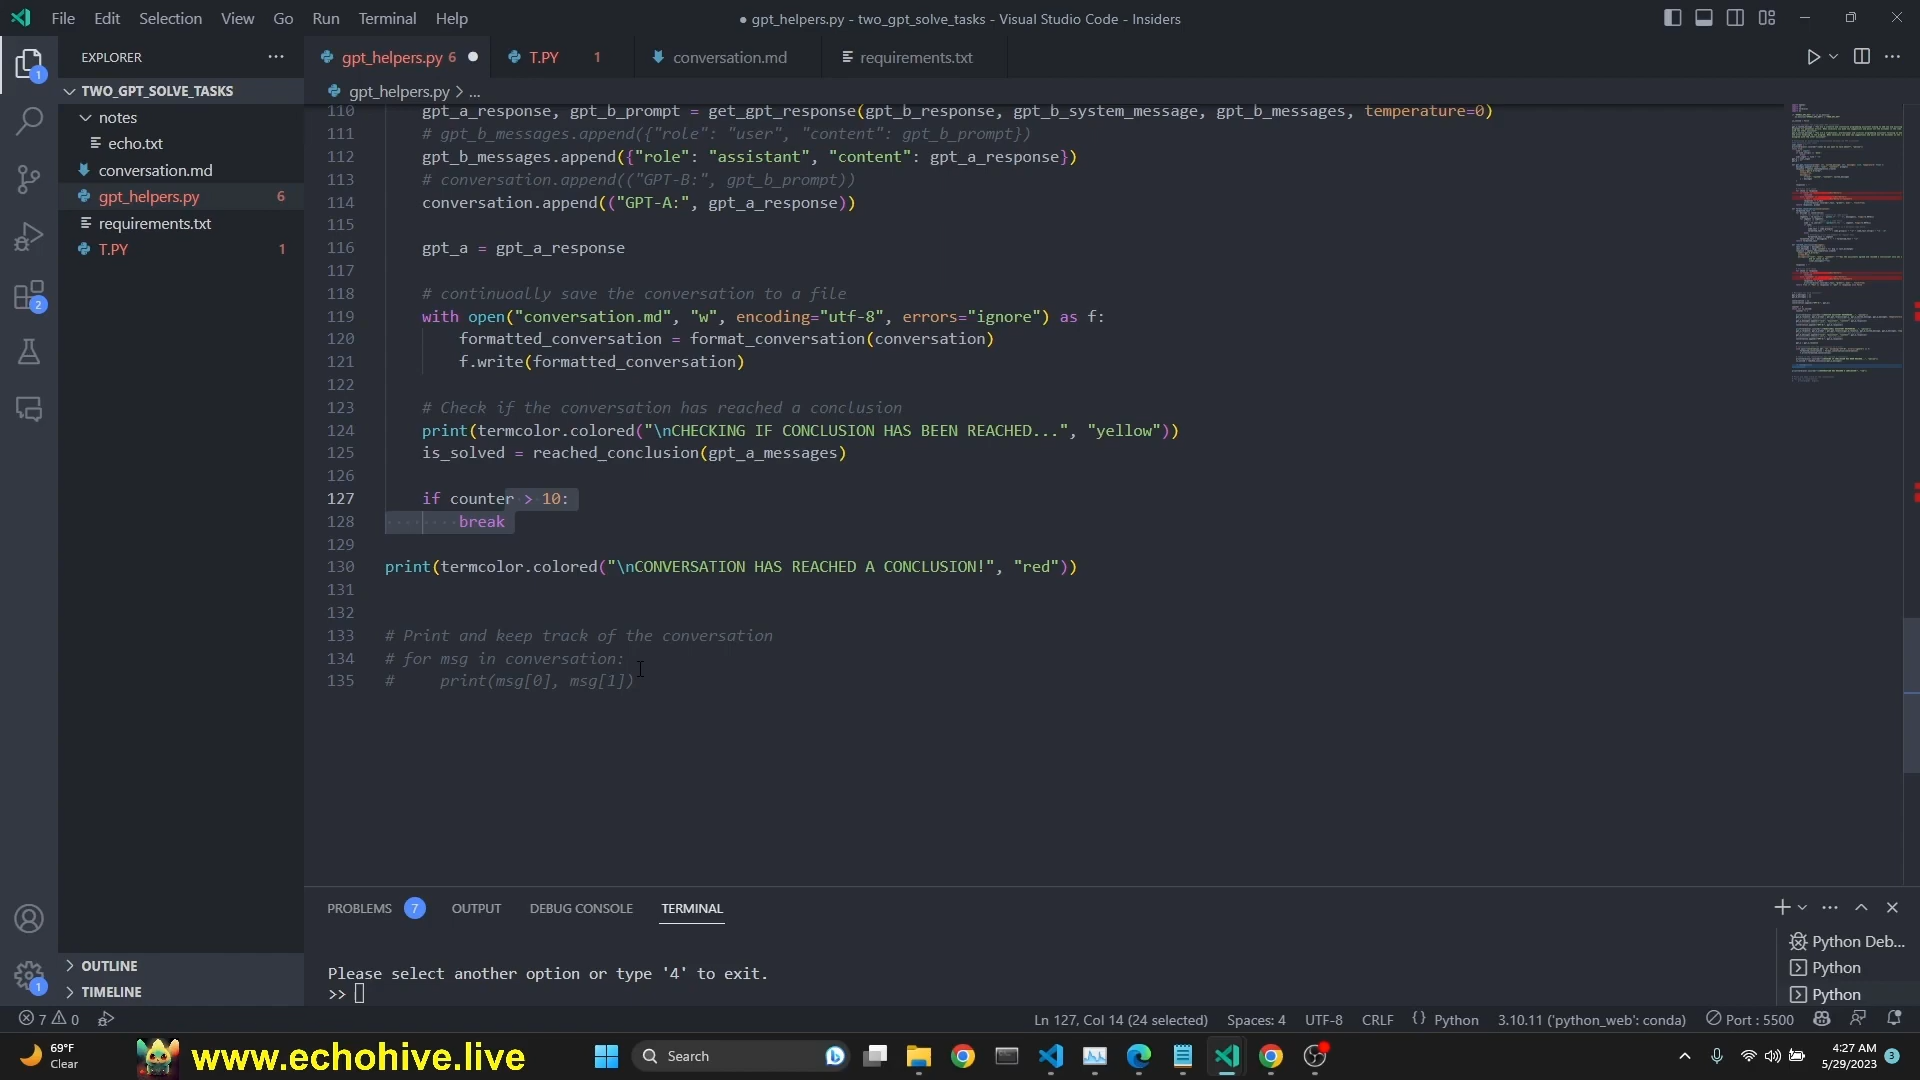 File Edit Selection View Go Run Terminal Help
● gpt_helpers.py - two_gpt_solve_tasks - Visual Studio Code - Insiders
EXPLORER
gpt_helpers.py 6
T.PY 1
conversation.md
requirements.txt
TWO_GPT_SOLVE_TASKS
notes
echo.txt
conversation.md
gpt_helpers.py 6
requirements.txt
T.PY 1
1
2
gpt_helpers.py > ...
110 gpt_a_response, gpt_b_prompt = get_gpt_response(gpt_b_response, gpt_b_system_message, gpt_b_messages, temperature=0)
111 # gpt_b_messages.append({"role": "user", "content": gpt_b_prompt})
112 gpt_b_messages.append({"role": "assistant", "content": gpt_a_response})
113 # conversation.append(("GPT-B:", gpt_b_prompt))
114 conversation.append(("GPT-A:", gpt_a_response))
115
116 gpt_a = gpt_a_response
117
118 # continuoally save the conversation to a file
119 with open("conversation.md", "w", encoding="utf-8", errors="ignore") as f:
120 formatted_conversation = format_conversation(conversation)
121 f.write(formatted_conversation)
122
123 # Check if the conversation has reached a conclusion
124 print(termcolor.colored("\nCHECKING IF CONCLUSION HAS BEEN REACHED...", "yellow"))
125 is_solved = reached_conclusion(gpt_a_messages)
126
127 if counter > 10:
128 break
129
130 print(termcolor.colored("\nCONVERSATION HAS REACHED A CONCLUSION!", "red"))
131
132
133 # Print and keep track of the conversation
134 # for msg in conversation:
135 # print(msg[0], msg[1])
PROBLEMS 7 OUTPUT DEBUG CONSOLE TERMINAL
Please select another option or type '4' to exit.
>>
Python Deb...
Python
Python
OUTLINE
TIMELINE
1
7 0
Ln 127, Col 14 (24 selected) Spaces: 4 UTF-8 CRLF Python 3.10.11 ('python_web': conda) Port : 5500
69°F
Clear
www.echohive.live
Search
4:27 AM
5/29/2023
3